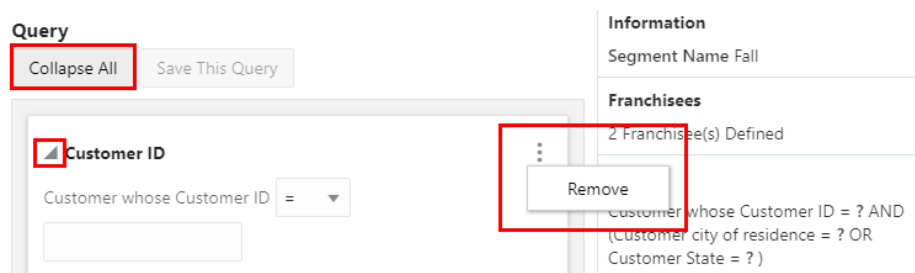 Query
Collapse All
Save This Query
Customer ID
Customer whose Customer ID =
Remove
Information
Segment Name Fall
Franchisees
2 Franchisee(s) Defined
Customer whose Customer ID = ? AND
(Customer city of residence = ? OR
Customer State = ? )